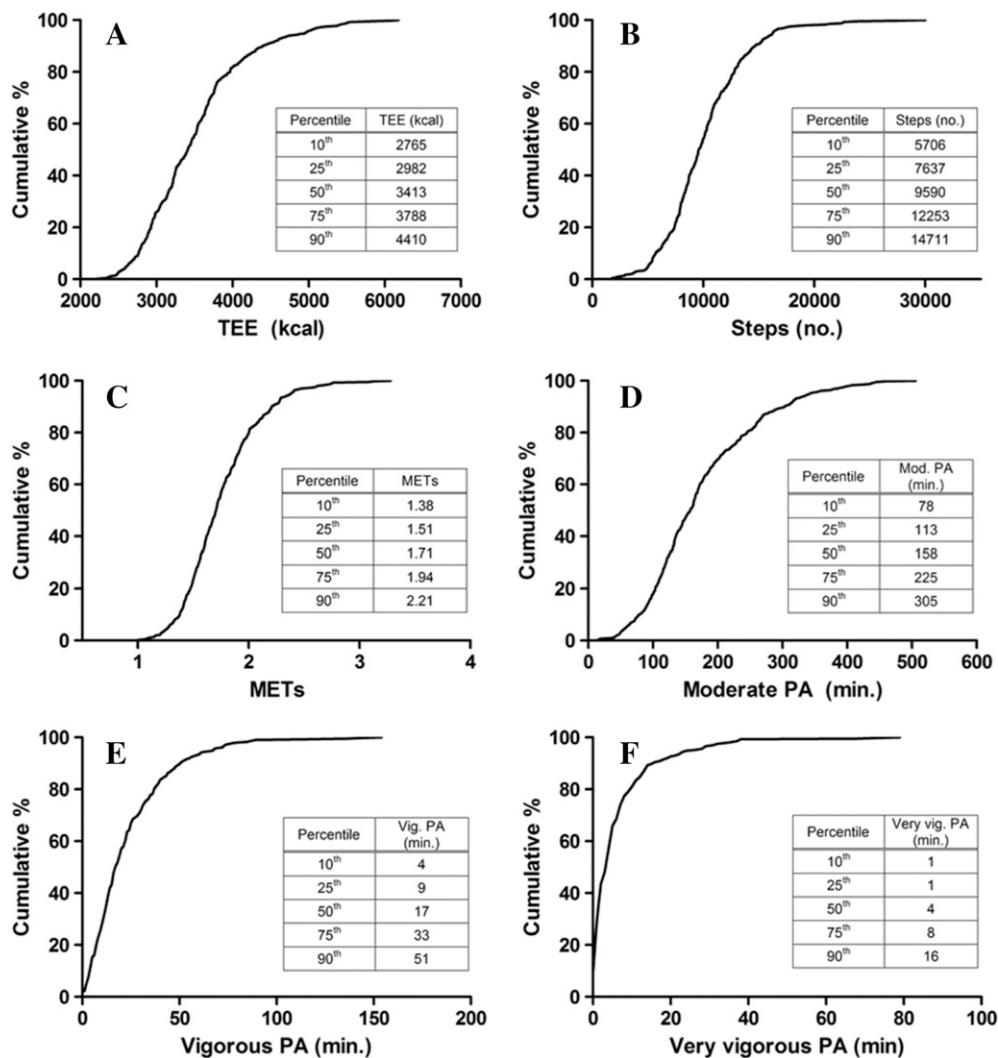 A
Cumulative %
100
80
60
40
20
0
2000 3000 4000 5000 6000 7000
TEE (kcal)
Percentile TEE (kcal)
10th 2765
25th 2982
50th 3413
75th 3788
90th 4410
B
Cumulative %
100
80
60
40
20
0
0 10000 20000 30000
Steps (no.)
Percentile Steps (no.)
10th 5706
25th 7637
50th 9590
75th 12253
90th 14711
C
Cumulative %
100
80
60
40
20
0
1 2 3 4
METs
Percentile METs
10th 1.38
25th 1.51
50th 1.71
75th 1.94
90th 2.21
D
Cumulative %
100
80
60
40
20
0
0 100 200 300 400 500 600
Moderate PA (min.)
Percentile Mod. PA
(min.)
10th 78
25th 113
50th 158
75th 225
90th 305
E
Cumulative %
100
80
60
40
20
0
0 50 100 150 200
Vigorous PA (min.)
Percentile Vig. PA
(min.)
10th 4
25th 9
50th 17
75th 33
90th 51
F
Cumulative %
100
80
60
40
20
0
0 20 40 60 80 100
Very vigorous PA (min)
Percentile Very vig. PA
(min.)
10th 1
25th 1
50th 4
75th 8
90th 16